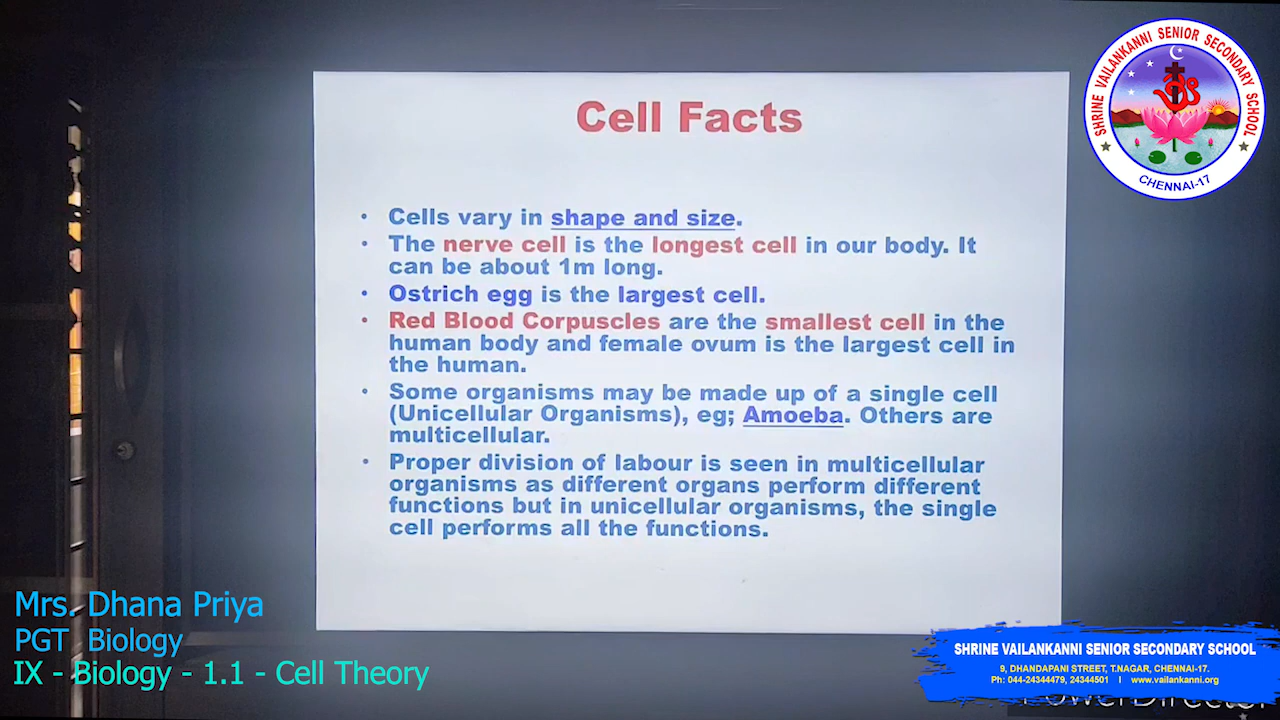 Cell Facts
• Cells vary in shape and size.
• The nerve cell is the longest cell in our body. It
can be about 1m long.
• Ostrich egg is the largest cell.
• Red Blood Corpuscles are the smallest cell in the
human body and female ovum is the largest cell in
the human.
• Some organisms may be made up of a single cell
(Unicellular Organisms), eg; Amoeba. Others are
multicellular.
• Proper division of labour is seen in multicellular
organisms as different organs perform different
functions but in unicellular organisms, the single
cell performs all the functions.
SHRINE VAILANKANNI SENIOR SECONDARY SCHOOL
CHENNAI-17
Mrs. Dhana Priya
PGT Biology
IX - Biology - 1.1 - Cell Theory
SHRINE VAILANKANNI SENIOR SECONDARY SCHOOL
9, DHANDAPANI STREET, T.NAGAR, CHENNAI-17.
Ph: 044-24344479, 24344501 I www.vailankanni.org
PowerDirector